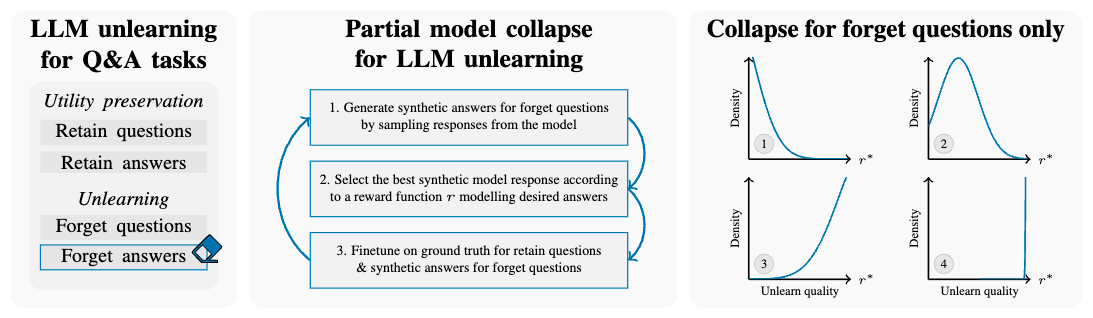 LLM unlearning
for Q&A tasks
Utility preservation
Retain questions
Retain answers
Unlearning
Forget questions
Forget answers
Partial model collapse
for LLM unlearning
1. Generate synthetic answers for forget questions
by sampling responses from the model
2. Select the best synthetic model response according
to a reward function r modelling desired answers
3. Finetune on ground truth for retain questions
& synthetic answers for forget questions
Collapse for forget questions only
Density
1
r*
Density
2
r*
Density
3
Unlearn quality
r*
Density
4
Unlearn quality
r*